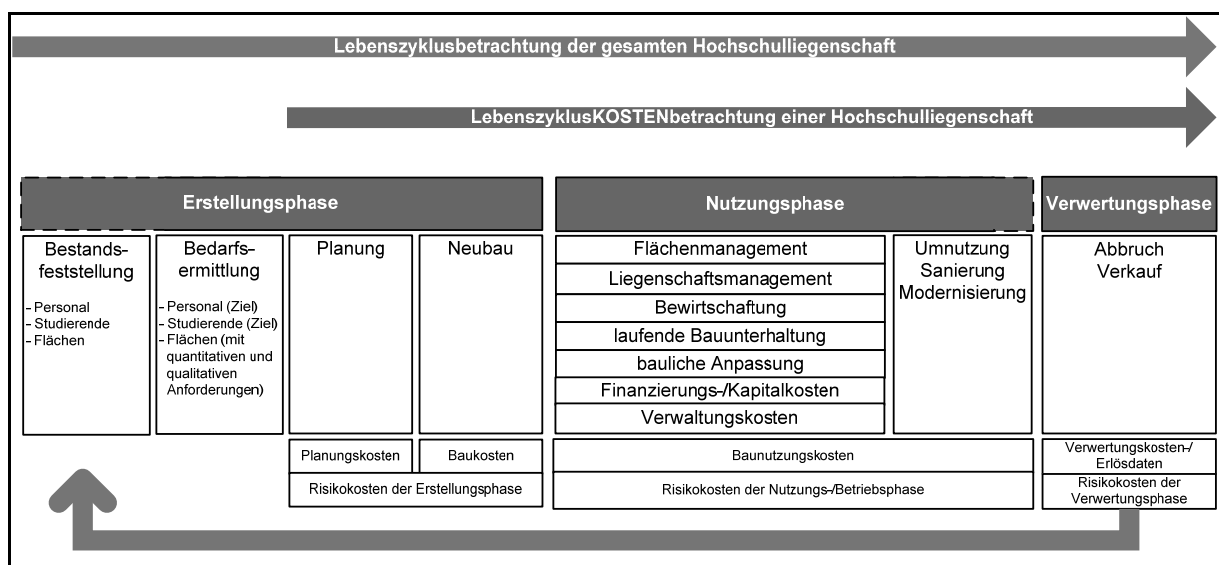 Lebenszyklusbetrachtung der gesamten Hochschulliegenschaft
LebenszyklusKOSTENbetrachtung einer Hochschulliegenschaft
Erstellungsphase
Nutzungsphase
Verwertungsphase
Bestands-
feststellung
- Personal
- Studierende
- Flächen
Bedarfs-
ermittlung
- Personal (Ziel)
- Studierende (Ziel)
- Flächen (mit
quantitativen und
qualitativen
Anforderungen)
Planung
Neubau
Flächenmanagement
Liegenschaftsmanagement
Bewirtschaftung
laufende Bauunterhaltung
bauliche Anpassung
Finanzierungs-/Kapitalkosten
Verwaltungskosten
Umnutzung
Sanierung
Modernisierung
Abbruch
Verkauf
Planungskosten
Baukosten
Baunutzungskosten
Verwertungskosten-/
Erlösdaten
Risikokosten der Erstellungsphase
Risikokosten der Nutzungs-/Betriebsphase
Risikokosten der
Verwertungsphase